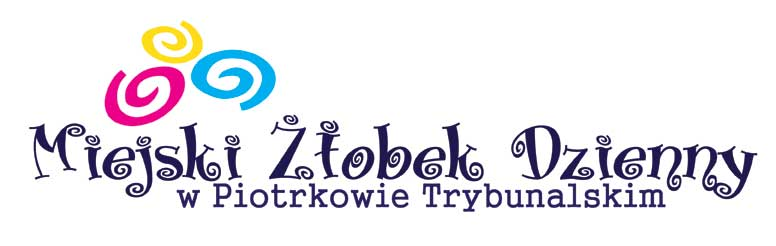 Miejski Żłobek Dzienny
w Piotrkowie Trybunalskim